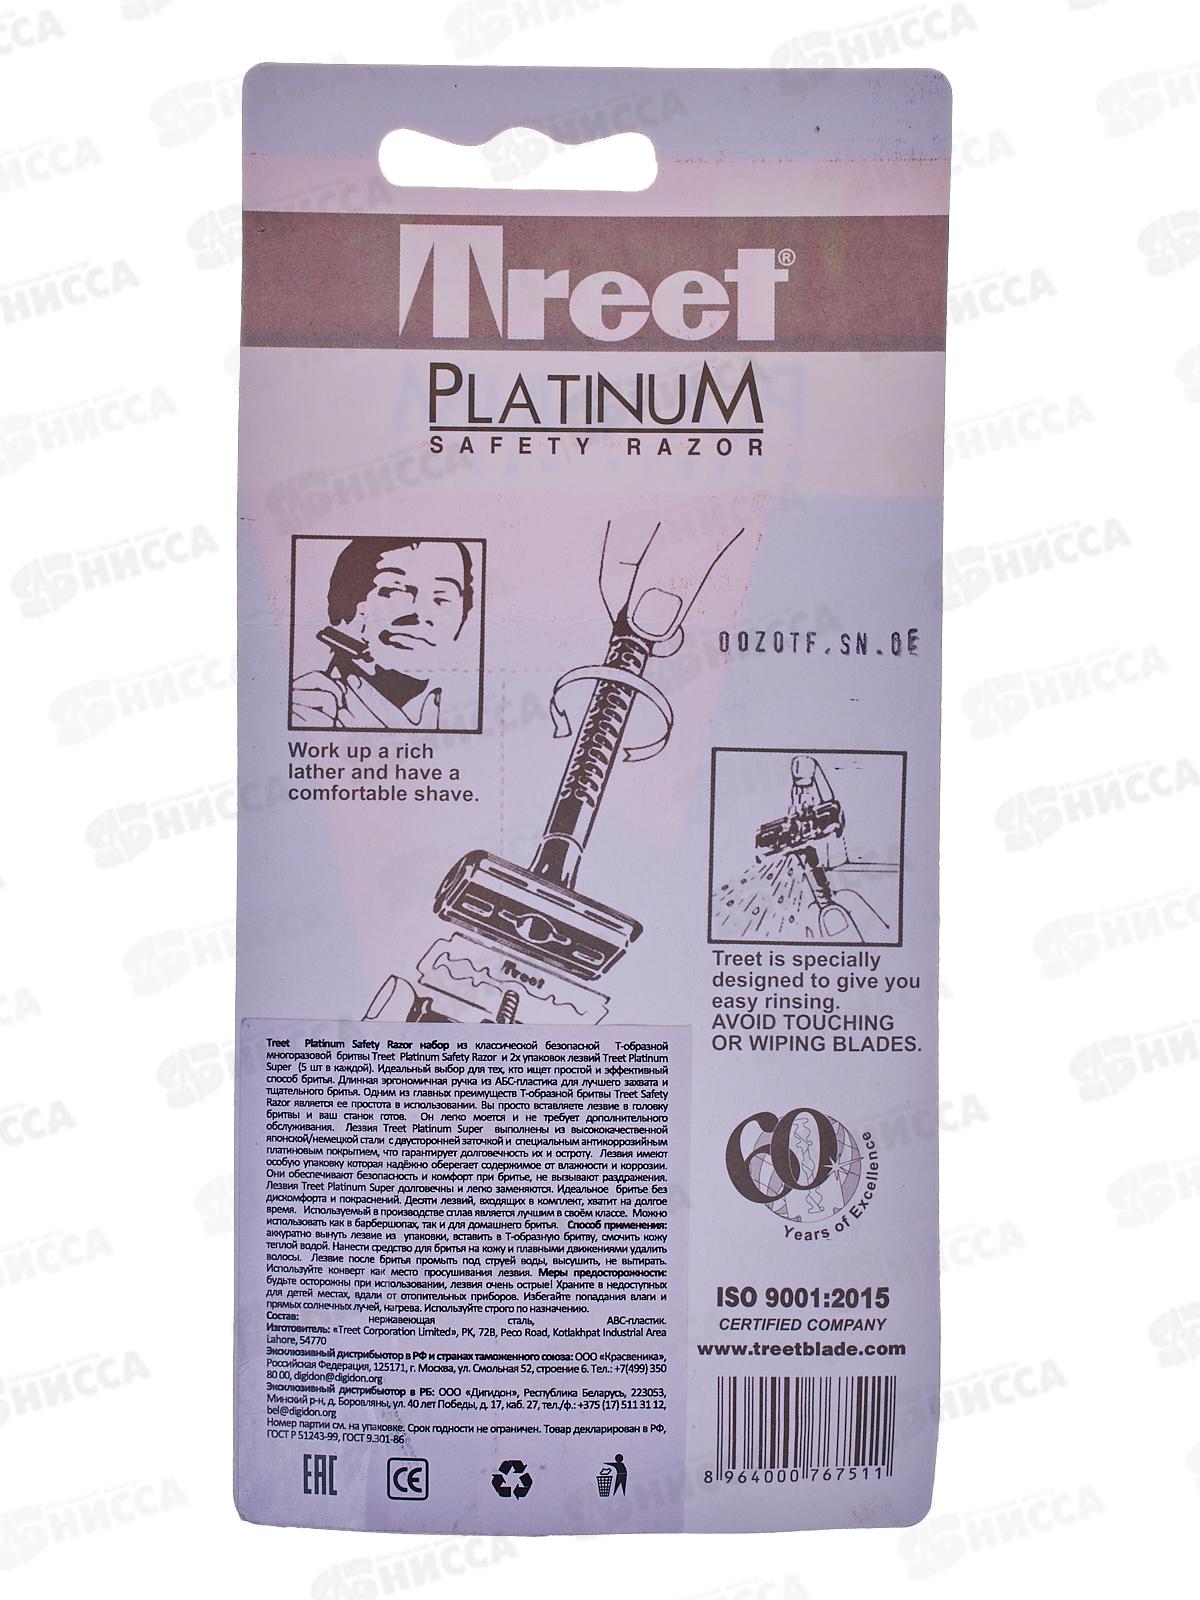 Treet®
PLATINUM
SAFETY RAZOR
00Z0TF.SN.0E
Work up a rich
lather and have a
comfortable shave.
Treet
Treet is specially
designed to give you
easy rinsing.
AVOID TOUCHING
OR WIPING BLADES.
Treet Platinum Safety Razor набор из классической безопасной Т-образной
многоразовой бритвы Treet Platinum Safety Razor и 2х упаковок лезвий Treet Platinum
Super (5 шт в каждой). Идеальный выбор для тех, кто ищет простой и эффективный
способ бритья. Длинная эргономичная ручка из АБС-пластика для лучшего захвата и
тщательного бритья. Одним из главных преимуществ Т-образной бритвы Treet Safety
Razor является ее простота в использовании. Вы просто вставляете лезвие в головку
бритвы и ваш станок готов. Он легко моется и не требует дополнительного
обслуживания. Лезвия Treet Platinum Super выполнены из высококачественной
японской/немецкой стали с двусторонней заточкой и специальным антикоррозийным
платиновым покрытием, что гарантирует долговечность их и остроту. Лезвия имеют
особую упаковку которая надёжно оберегает содержимое от влажности и коррозии.
Они обеспечивают безопасность и комфорт при бритье, не вызывают раздражения.
Лезвия Treet Platinum Super долговечны и легко заменяются. Идеальное бритье без
дискомфорта и покраснений. Десяти лезвий, входящих в комплект, хватит на долгое
время. Используемый в производстве сплав является лучшим в своём классе. Можно
использовать как в барбершопах, так и для домашнего бритья. Способ применения:
аккуратно вынуть лезвие из упаковки, вставить в Т-образную бритву, смочить кожу
теплой водой. Нанести средство для бритья на кожу и плавными движениями удалить
волосы. Лезвие после бритья промыть под струей воды, высушить, не вытирать.
Используйте конверт как место просушивания лезвия. Меры предосторожности:
будьте осторожны при использовании, лезвия очень острые! Храните в недоступных
для детей местах, вдали от отопительных приборов. Избегайте попадания влаги и
прямых солнечных лучей, нагрева. Используйте строго по назначению.
Состав: нержавеющая сталь, АВС-пластик.
Изготовитель: «Treet Corporation Limited», PK, 72B, Peco Road, Kotlakhpat Industrial Area
Lahore, 54770
Эксклюзивный дистрибьютор в РФ и странах таможенного союза: ООО «Красвеника»,
Российская Федерация, 125171, г. Москва, ул. Смольная 52, строение 6. Тел.: +7(499) 350
80 00, digidon@digidon.org
Эксклюзивный дистрибьютор в РБ: ООО «Дигидон», Республика Беларусь, 223053,
Минский р-н, д. Боровляны, ул. 40 лет Победы, д. 17, каб. 27, тел./ф.: +375 (17) 511 31 12,
bel@digidon.org
Номер партии см. на упаковке. Срок годности не ограничен. Товар декларирован в РФ,
ГОСТ Р 51243-99, ГОСТ 9.301-86
EAC
CE
60
Years of Excellence
ISO 9001:2015
CERTIFIED COMPANY
www.treetblade.com
8 964000 767511
НИССА